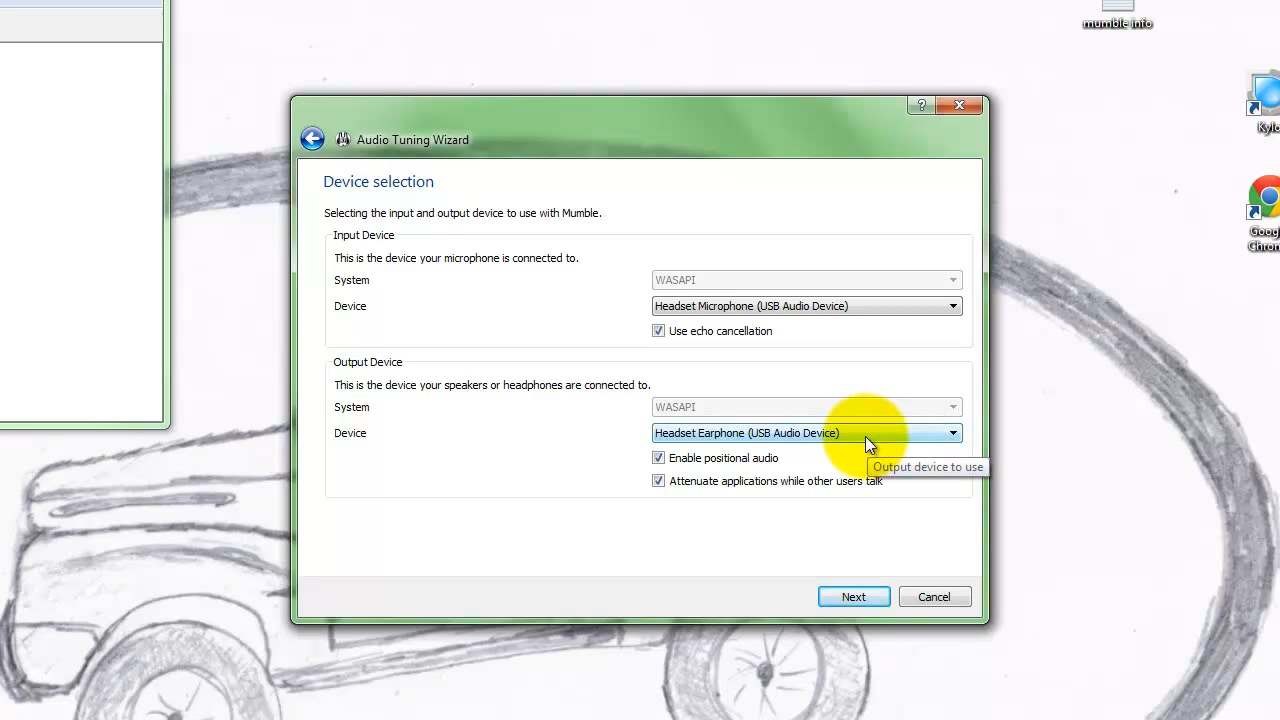 mumble info
Audio Tuning Wizard
Device selection
Selecting the input and output device to use with Mumble.
Input Device
This is the device your microphone is connected to.
System WASAPI
Device Headset Microphone (USB Audio Device)
Use echo cancellation
Output Device
This is the device your speakers or headphones are connected to.
System WASAPI
Device Headset Earphone (USB Audio Device)
Enable positional audio
Output device to use
Attenuate applications while other users talk
Next Cancel
Kylo
Goog
Chrom